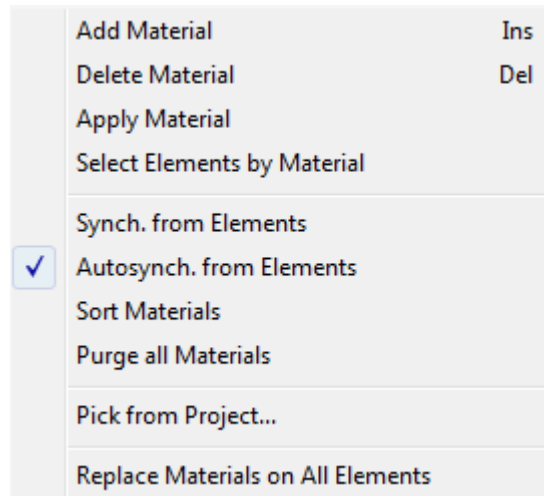 Add Material Ins
Delete Material Del
Apply Material
Select Elements by Material
Synch. from Elements
Autosynch. from Elements
Sort Materials
Purge all Materials
Pick from Project...
Replace Materials on All Elements